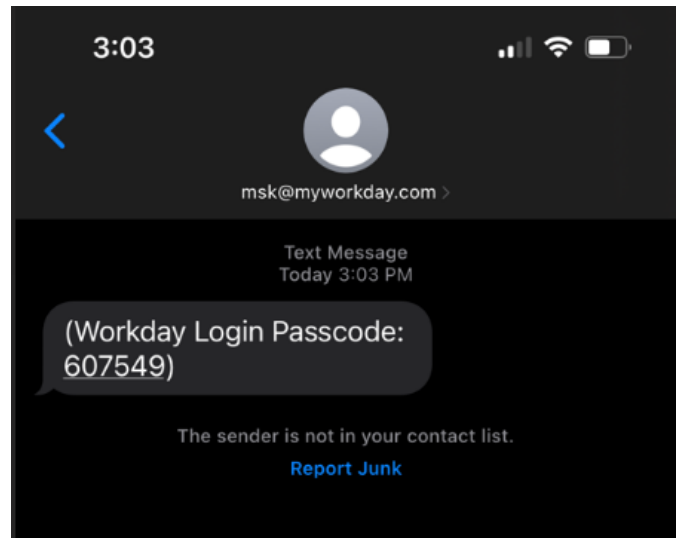 3:03
msk@myworkday.com
Text Message
Today 3:03 PM
(Workday Login Passcode:
607549)
The sender is not in your contact list.
Report Junk